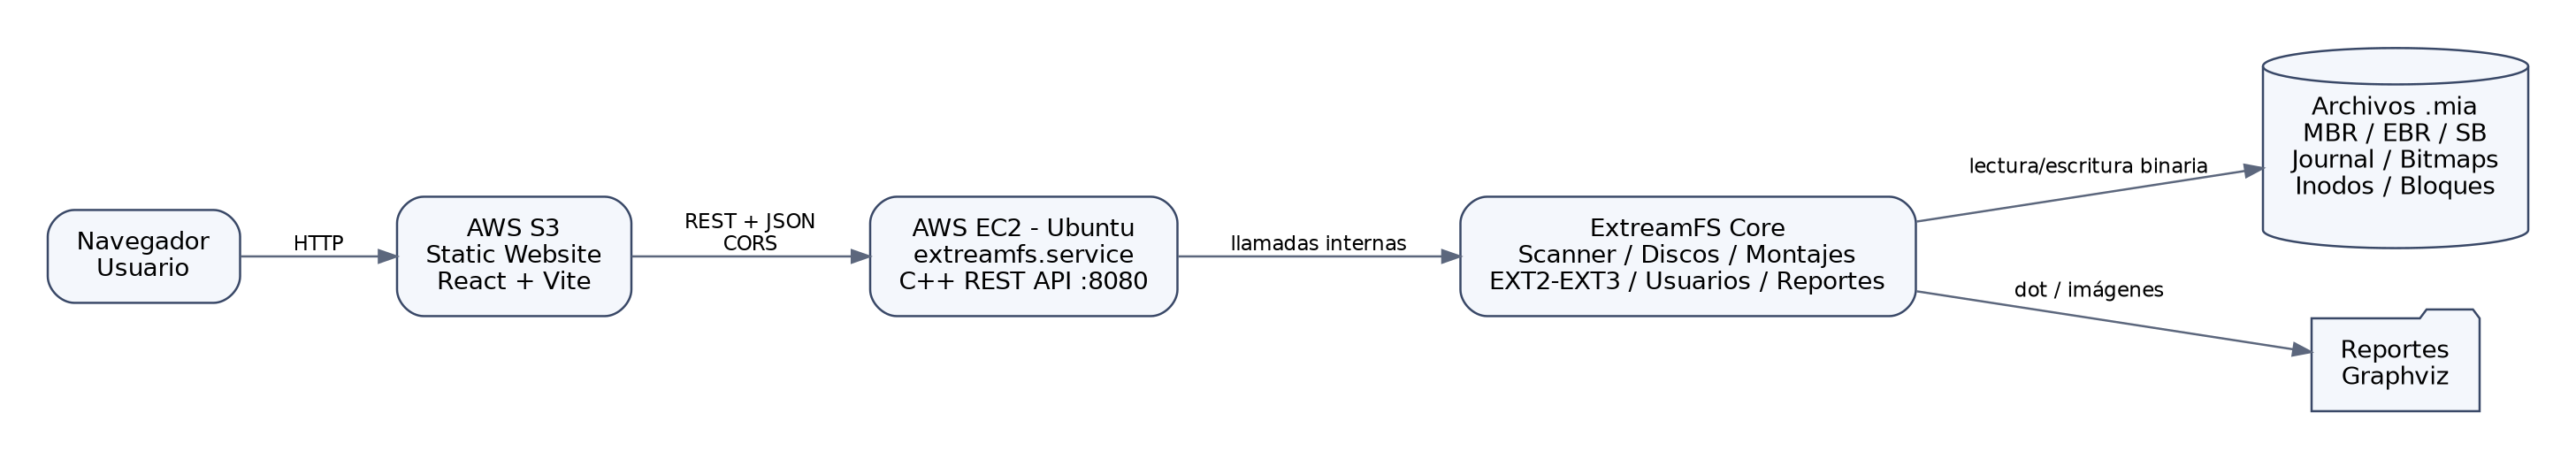 Navegador
Usuario
HTTP
AWS S3
Static Website
React + Vite
REST + JSON
CORS
AWS EC2 - Ubuntu
extreamfs.service
C++ REST API :8080
llamadas internas
ExtreamFS Core
Scanner / Discos / Montajes
EXT2-EXT3 / Usuarios / Reportes
lectura/escritura binaria
Archivos .mia
MBR / EBR / SB
Journal / Bitmaps
Inodos / Bloques
dot / imágenes
Reportes
Graphviz